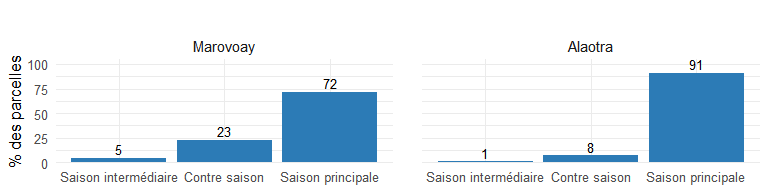 Marovoay
Alaotra
% des parcelles
100
75
50
25
0
5
23
72
1
8
91
Saison intermédiaire Contre saison Saison principale
Saison intermédiaire Contre saison Saison principale